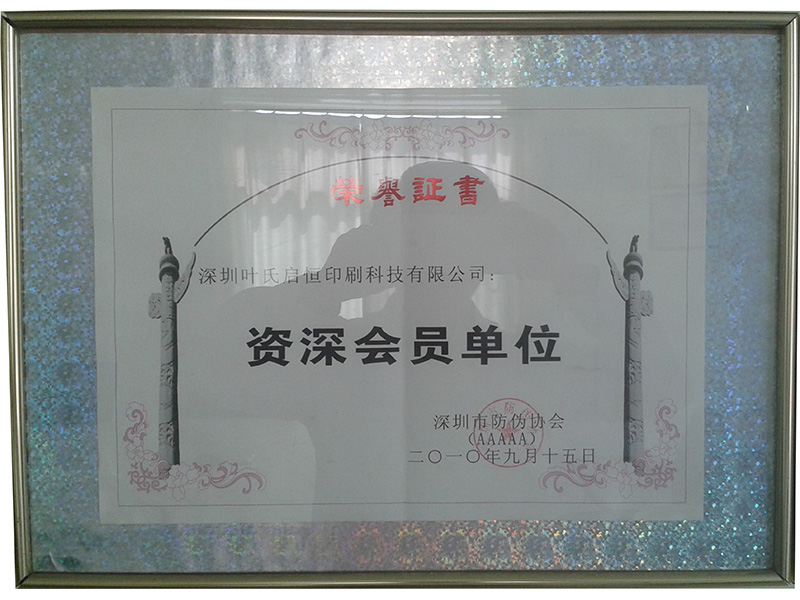 榮譽証書
深圳叶氏启恒印刷科技有限公司:
资深会员单位
深圳市防伪协会
(AAAAA)
二〇一〇年九月十五日